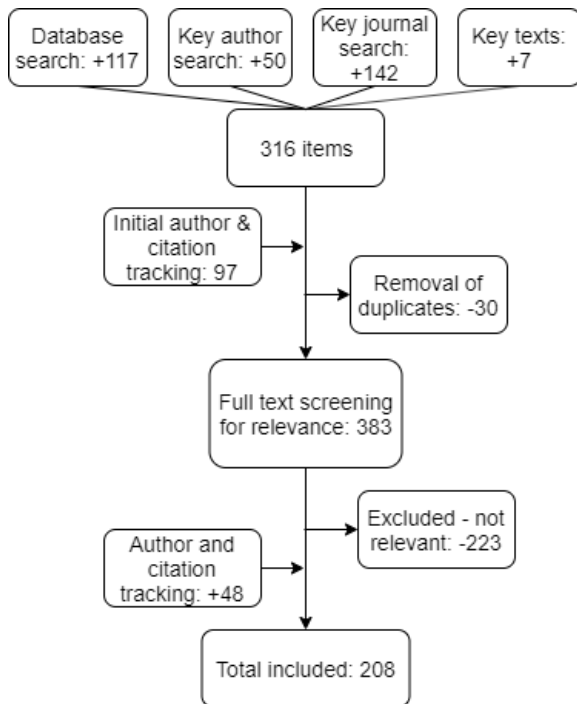 Database
search: +117
Key author
search: +50
Key journal
search:
+142
Key texts:
+7
316 items
Initial author &
citation
tracking: 97
Removal of
duplicates: -30
Full text screening
for relevance: 383
Excluded - not
relevant: -223
Author and
citation
tracking: +48
Total included: 208